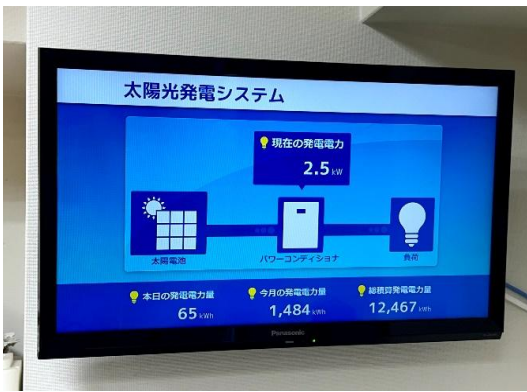 太陽光発電システム
現在の発電電力
2.5 kW
太陽電池
パワーコンディショナ
負荷
本日の発電電力量
65 kWh
今月の発電電力量
1,484 kWh
総積算発電電力量
12,467 kWh
Panasonic